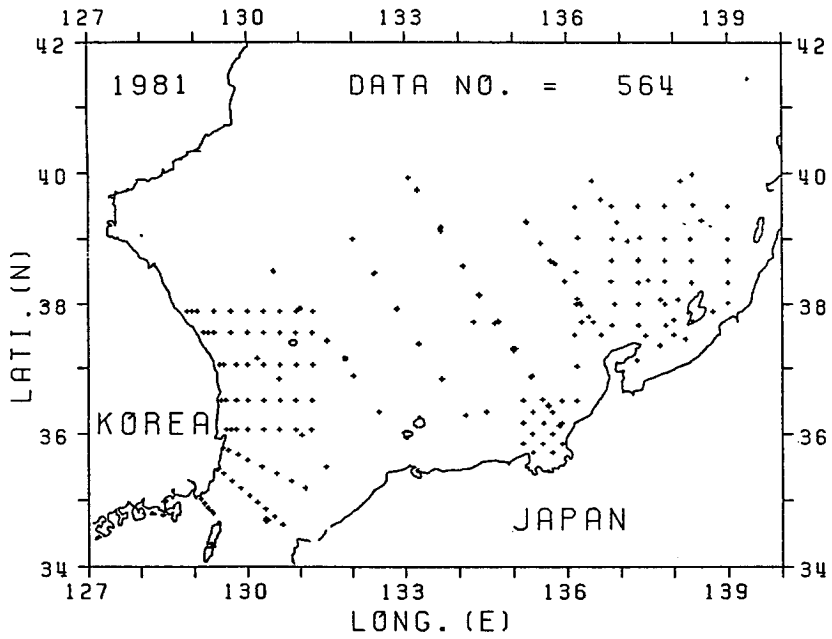 127 130 133 136 139
42 42
1981 DATA NO. = 564
40 40
38 38
LATI. (N)
KOREA
36 36
JAPAN
34 34
127 130 133 136 139
LONG. (E)